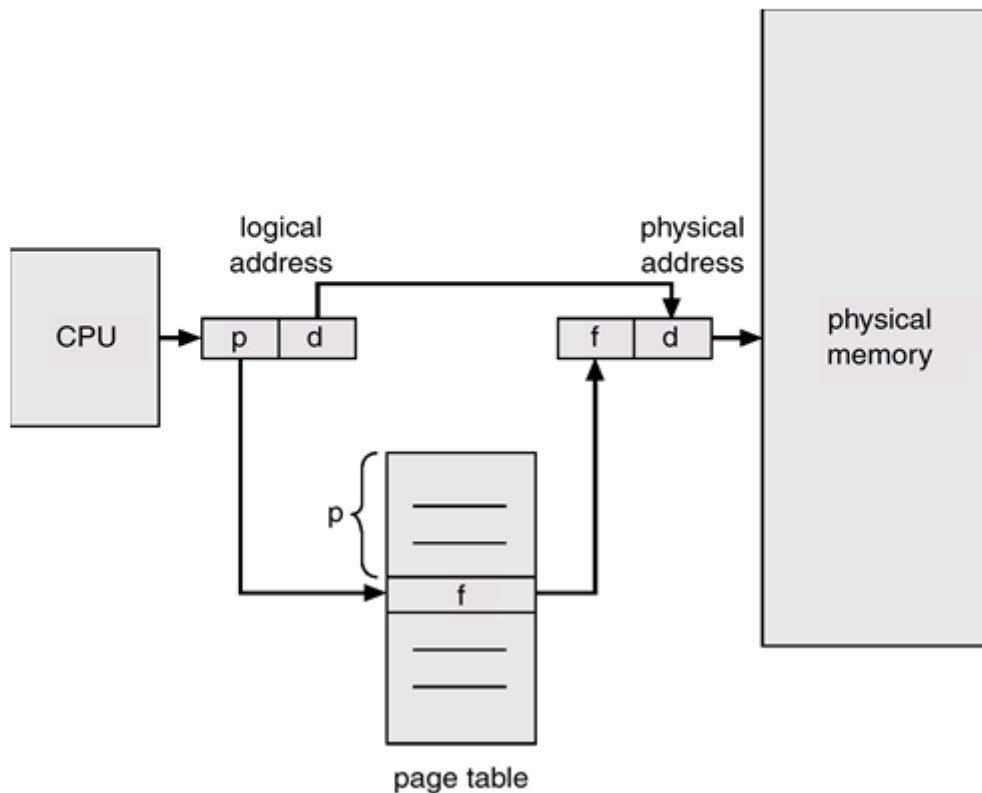 logical
address
physical
address
CPU
p
d
f
d
physical
memory
p
f
page table